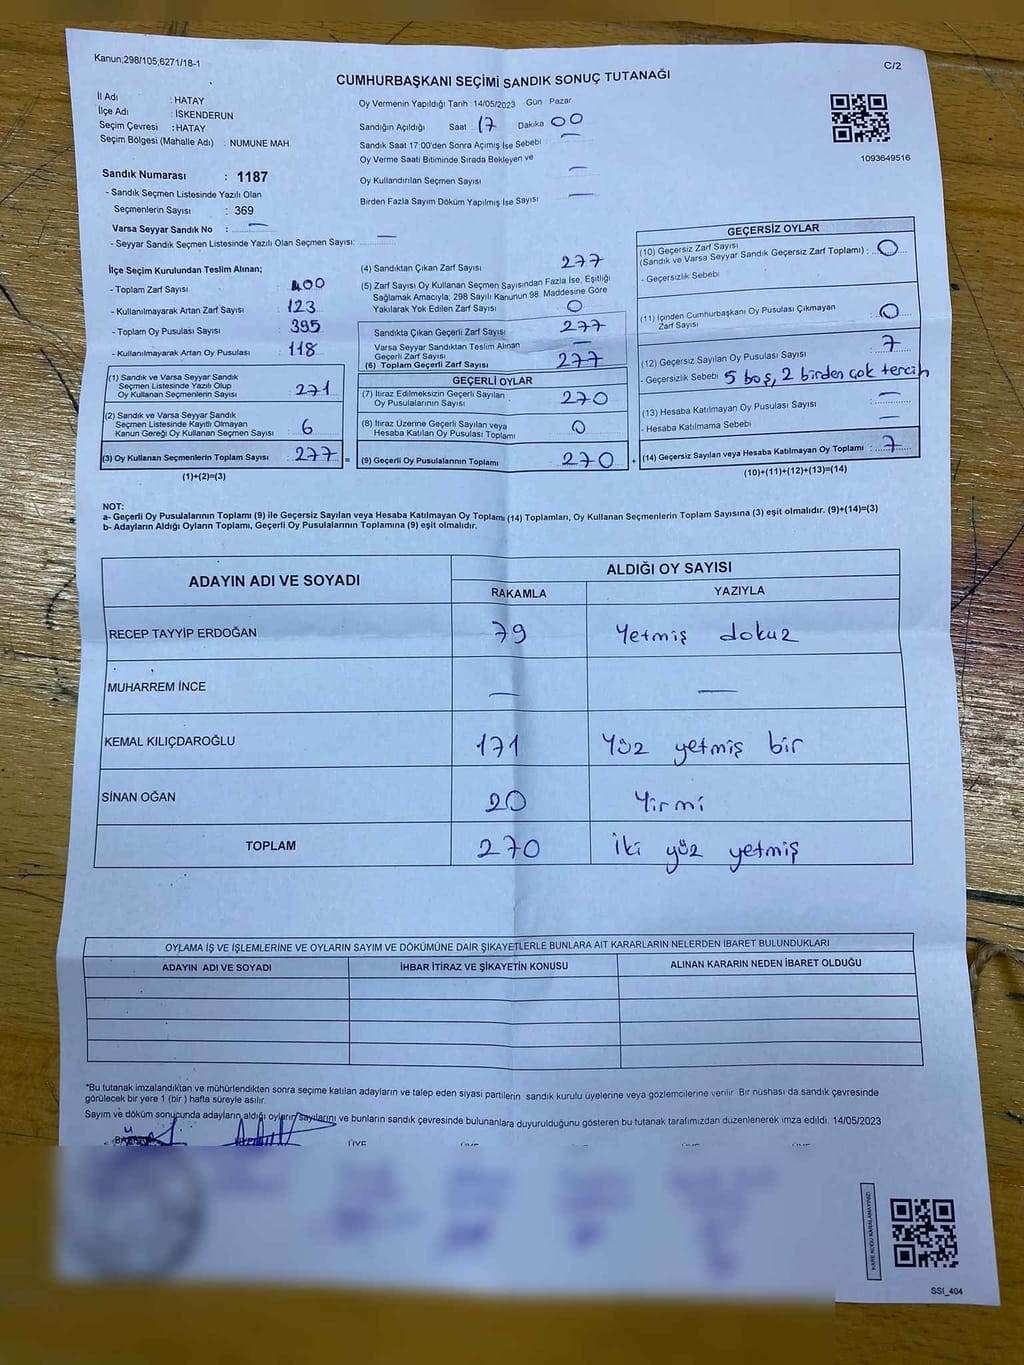 Kanun;298/105,6271/18-1
C/2
CUMHURBAŞKANI SEÇİMİ SANDIK SONUÇ TUTANAĞI
İl Adı : HATAY
İlçe Adı : İSKENDERUN
Seçim Çevresi : HATAY
Seçim Bölgesi (Mahalle Adı) : NUMUNE MAH.
Oy Vermenin Yapıldığı Tarih 14/05/2023 Gün Pazar
Sandığın Açıldığı Saat 17 Dakika 00
Sandık Saat 17:00'den Sonra Açılmış İse Sebebi —
Oy Verme Saati Bitiminde Sırada Bekleyen ve
Oy Kullandırılan Seçmen Sayısı —
Birden Fazla Sayım Döküm Yapılmış İse Sayısı —
1093649516
Sandık Numarası : 1187
- Sandık Seçmen Listesinde Yazılı Olan
Seçmenlerin Sayısı : 369
Varsa Seyyar Sandık No : —
- Seyyar Sandık Seçmen Listesinde Yazılı Olan Seçmen Sayısı: —
İlçe Seçim Kurulundan Teslim Alınan;
- Toplam Zarf Sayısı 400
- Kullanılmayarak Artan Zarf Sayısı 123
- Toplam Oy Pusulası Sayısı 395
- Kullanılmayarak Artan Oy Pusulası 118
(1) Sandık ve Varsa Seyyar Sandık
Seçmen Listesinde Yazılı Olup
Oy Kullanan Seçmen Sayısı 271
(2) Sandık ve Varsa Seyyar Sandık
Seçmen Listesinde Kayıtlı Olmayan
Kanun Gereği Oy Kullanan Seçmen Sayısı 6
(3) Oy Kullanan Seçmenlerin Toplam Sayısı 277 =
(1)+(2)=(3)
(4) Sandıktan Çıkan Zarf Sayısı 277
(5) Zarf Sayısı Oy Kullanan Seçmen Sayısından Fazla İse, Eşitliği
Sağlamak Amacıyla; 298 Sayılı Kanunun 98. Maddesine Göre
Yakılarak Yok Edilen Zarf Sayısı 0
Sandıkta Çıkan Geçerli Zarf Sayısı 277
Varsa Seyyar Sandıktan Teslim Alınan
Geçerli Zarf Sayısı —
(6) Toplam Geçerli Zarf Sayısı 277
GEÇERLİ OYLAR
(7) İtiraz Edilmeksizin Geçerli Sayılan
Oy Pusulalarının Sayısı 270
(8) İtiraz Üzerine Geçerli Sayılan veya
Hesaba Katılan Oy Pusulası Toplamı 0
(9) Geçerli Oy Pusulalarının Toplamı 270 +
GEÇERSİZ OYLAR
(10) Geçersiz Zarf Sayısı
(Sandık ve Varsa Seyyar Sandık Geçersiz Zarf Toplamı) : 0
- Geçersizlik Sebebi
(11) İçinden Cumhurbaşkanı Oy Pusulası Çıkmayan
Zarf Sayısı : 0
(12) Geçersiz Sayılan Oy Pusulası Sayısı : 7
- Geçersizlik Sebebi 5 boş, 2 birden çok tercih
(13) Hesaba Katılmayan Oy Pusulası Sayısı : —
- Hesaba Katılmama Sebebi —
(14) Geçersiz Sayılan veya Hesaba Katılmayan Oy Toplamı : 7
(10)+(11)+(12)+(13)=(14)
NOT:
a- Geçerli Oy Pusulalarının Toplamı (9) ile Geçersiz Sayılan veya Hesaba Katılmayan Oy Toplamı (14) Toplamları, Oy Kullanan Seçmenlerin Toplam Sayısına (3) eşit olmalıdır. (9)+(14)=(3)
b- Adayların Aldığı Oyların Toplamı, Geçerli Oy Pusulalarının Toplamına (9) eşit olmalıdır.
ADAYIN ADI VE SOYADI
ALDIĞI OY SAYISI
RAKAMLA YAZIYLA
RECEP TAYYİP ERDOĞAN 79 Yetmiş dokuz
MUHARREM İNCE — —
KEMAL KILIÇDAROĞLU 171 Yüz yetmiş bir
SİNAN OĞAN 20 Yirmi
TOPLAM 270 İki yüz yetmiş
OYLAMA İŞ VE İŞLEMLERİNE VE OYLARIN SAYIM VE DÖKÜMÜNE DAİR ŞİKAYETLERLE BUNLARA AİT KARARLARIN NELERDEN İBARET BULUNDUKLARI
ADAYIN ADI VE SOYADI İHBAR İTİRAZ VE ŞİKAYETİN KONUSU ALINAN KARARIN NEDEN İBARET OLDUĞU
*Bu tutanak imzalandıktan ve mühürlendikten sonra seçime katılan adayların ve talep eden siyasi partilerin sandık kurulu üyelerine veya gözlemcilerine verilir. Bir nüshası da sandık çevresinde
görülecek bir yere 1 (bir) hafta süreyle asılır.
Sayım ve döküm sonucunda adayların aldığı oyların sayılarını ve bunların sandık çevresinde bulunanlara duyurulduğunu gösteren bu tutanak tarafımızdan düzenlenerek imza edildi. 14/05/2023
ÜYE
KARE KODU KARALAMAYINIZ!
SSİ_404